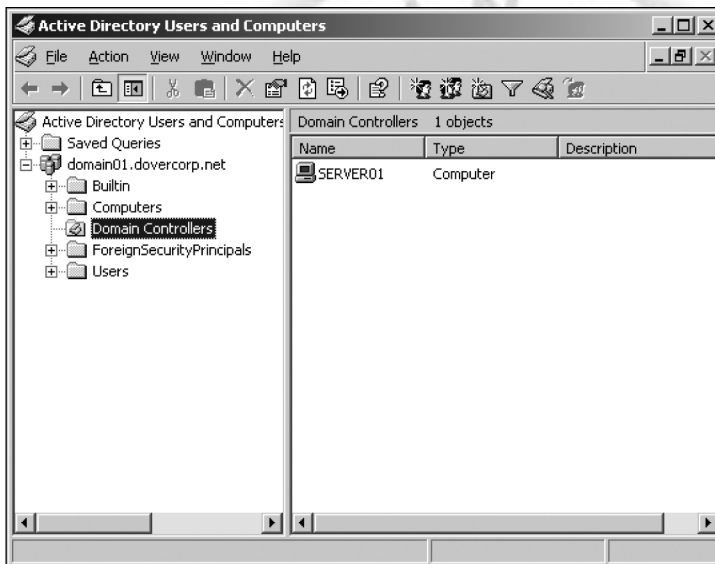 Active Directory Users and Computers
File Action View Window Help
Active Directory Users and Computers
Domain Controllers 1 objects
Saved Queries
domain01.dovercorp.net
Builtin
Computers
Domain Controllers
ForeignSecurityPrincipals
Users
Name Type Description
SERVER01 Computer